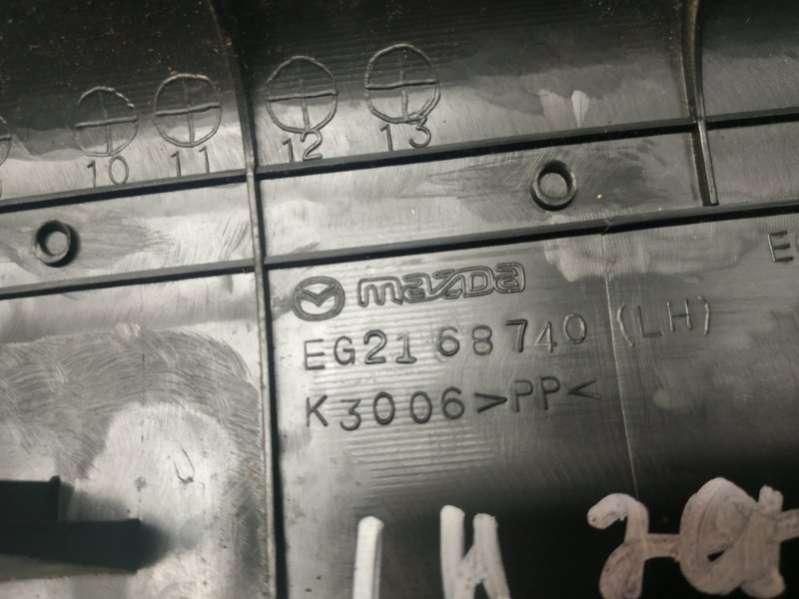 10 11 12 13
mazda
EG21 68740 (LH)
K3006 >PP<
LH